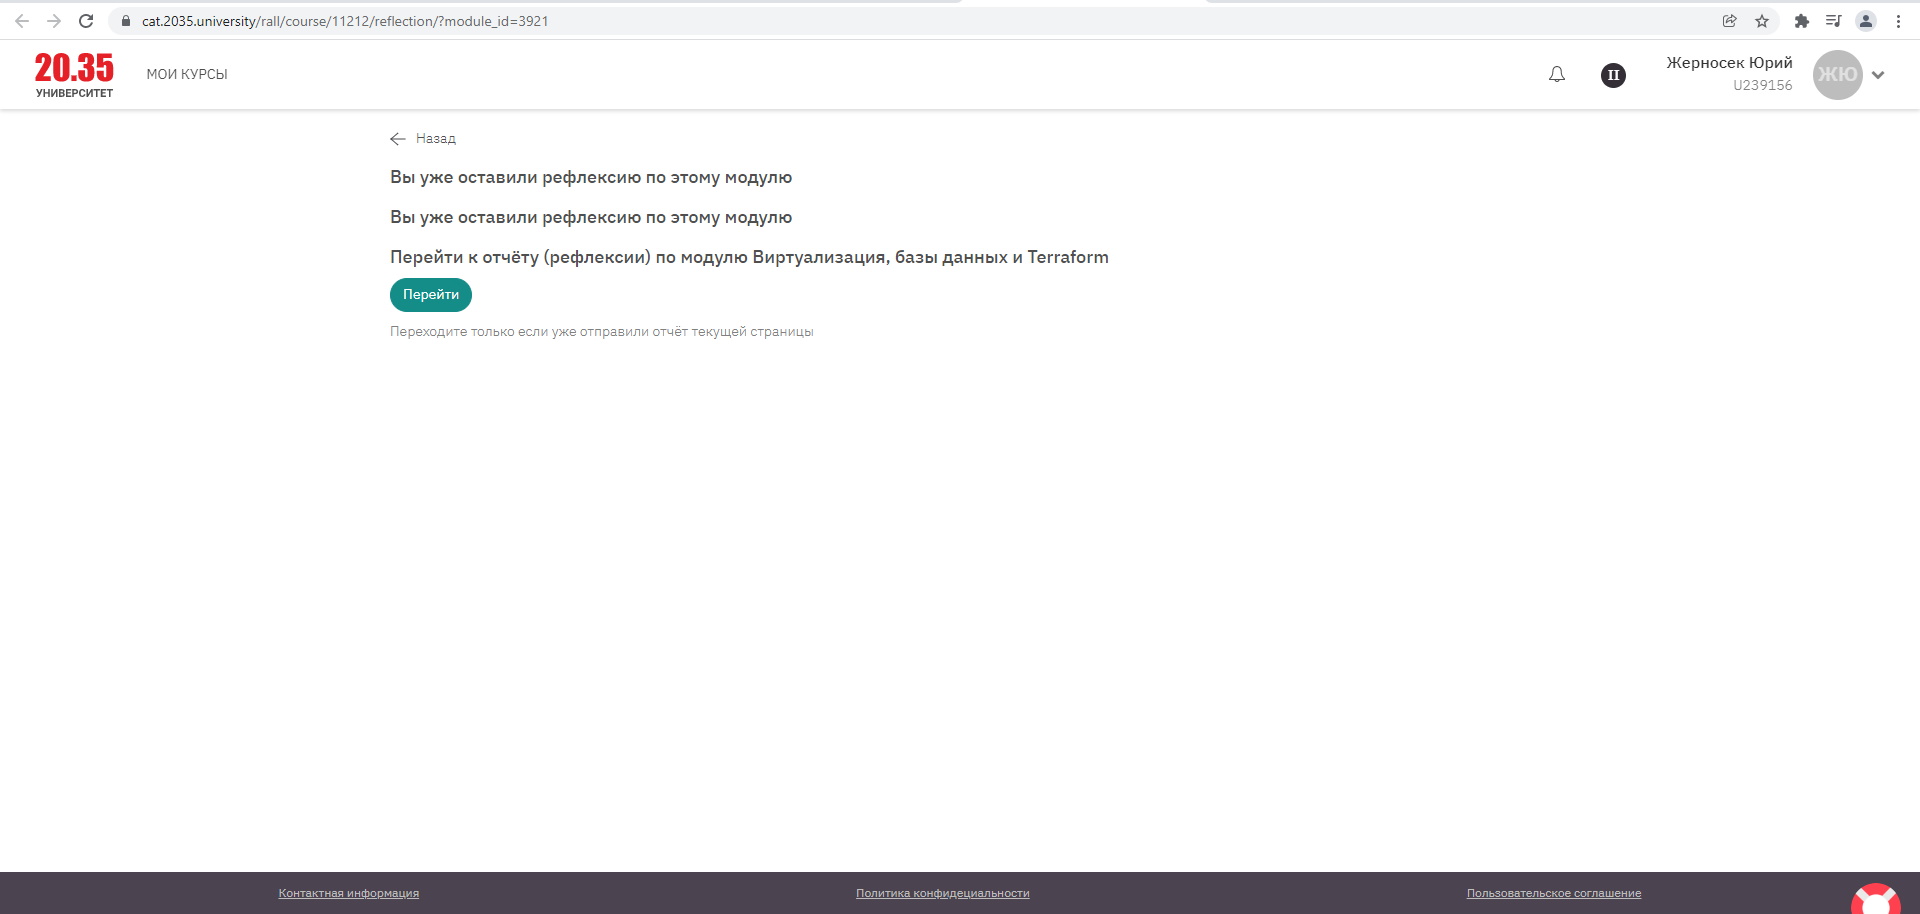 cat.2035.university/rall/course/11212/reflection/?module_id=3921
20.35
УНИВЕРСИТЕТ
МОИ КУРСЫ
II
Жерносек Юрий
U239156
ЖЮ
Назад
Вы уже оставили рефлексию по этому модулю
Вы уже оставили рефлексию по этому модулю
Перейти к отчёту (рефлексии) по модулю Виртуализация, базы данных и Terraform
Перейти
Переходите только если уже отправили отчёт текущей страницы
Контактная информация
Политика конфидециальности
Пользовательское соглашение